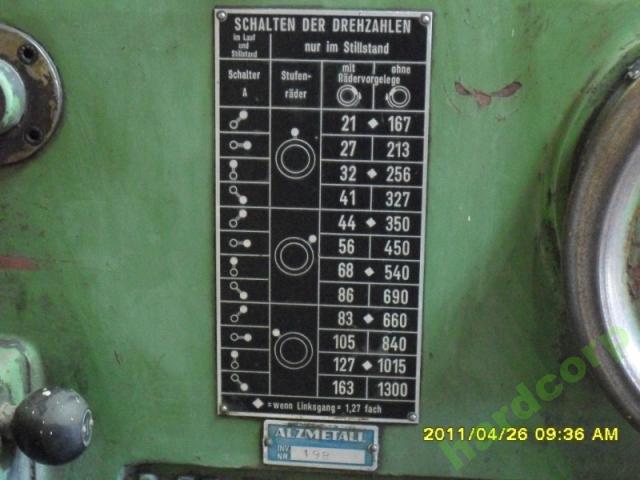 SCHALTEN DER DREHZAHLEN
im Lauf
und
Stillstand
nur im Stillstand
Schalter
A
Stufen-
räder
mit ohne
Rädervorgelege
21 ◆ 167
27 213
32 ◆ 256
41 327
44 ◆ 350
56 450
68 ◆ 540
86 690
83 ◆ 660
105 840
127 ◆ 1015
163 1300
◆ = wenn Linksgang = 1,27 fach
ALZMETALL
INV.
NR. 198
2011/04/26 09:36 AM
hardcorp